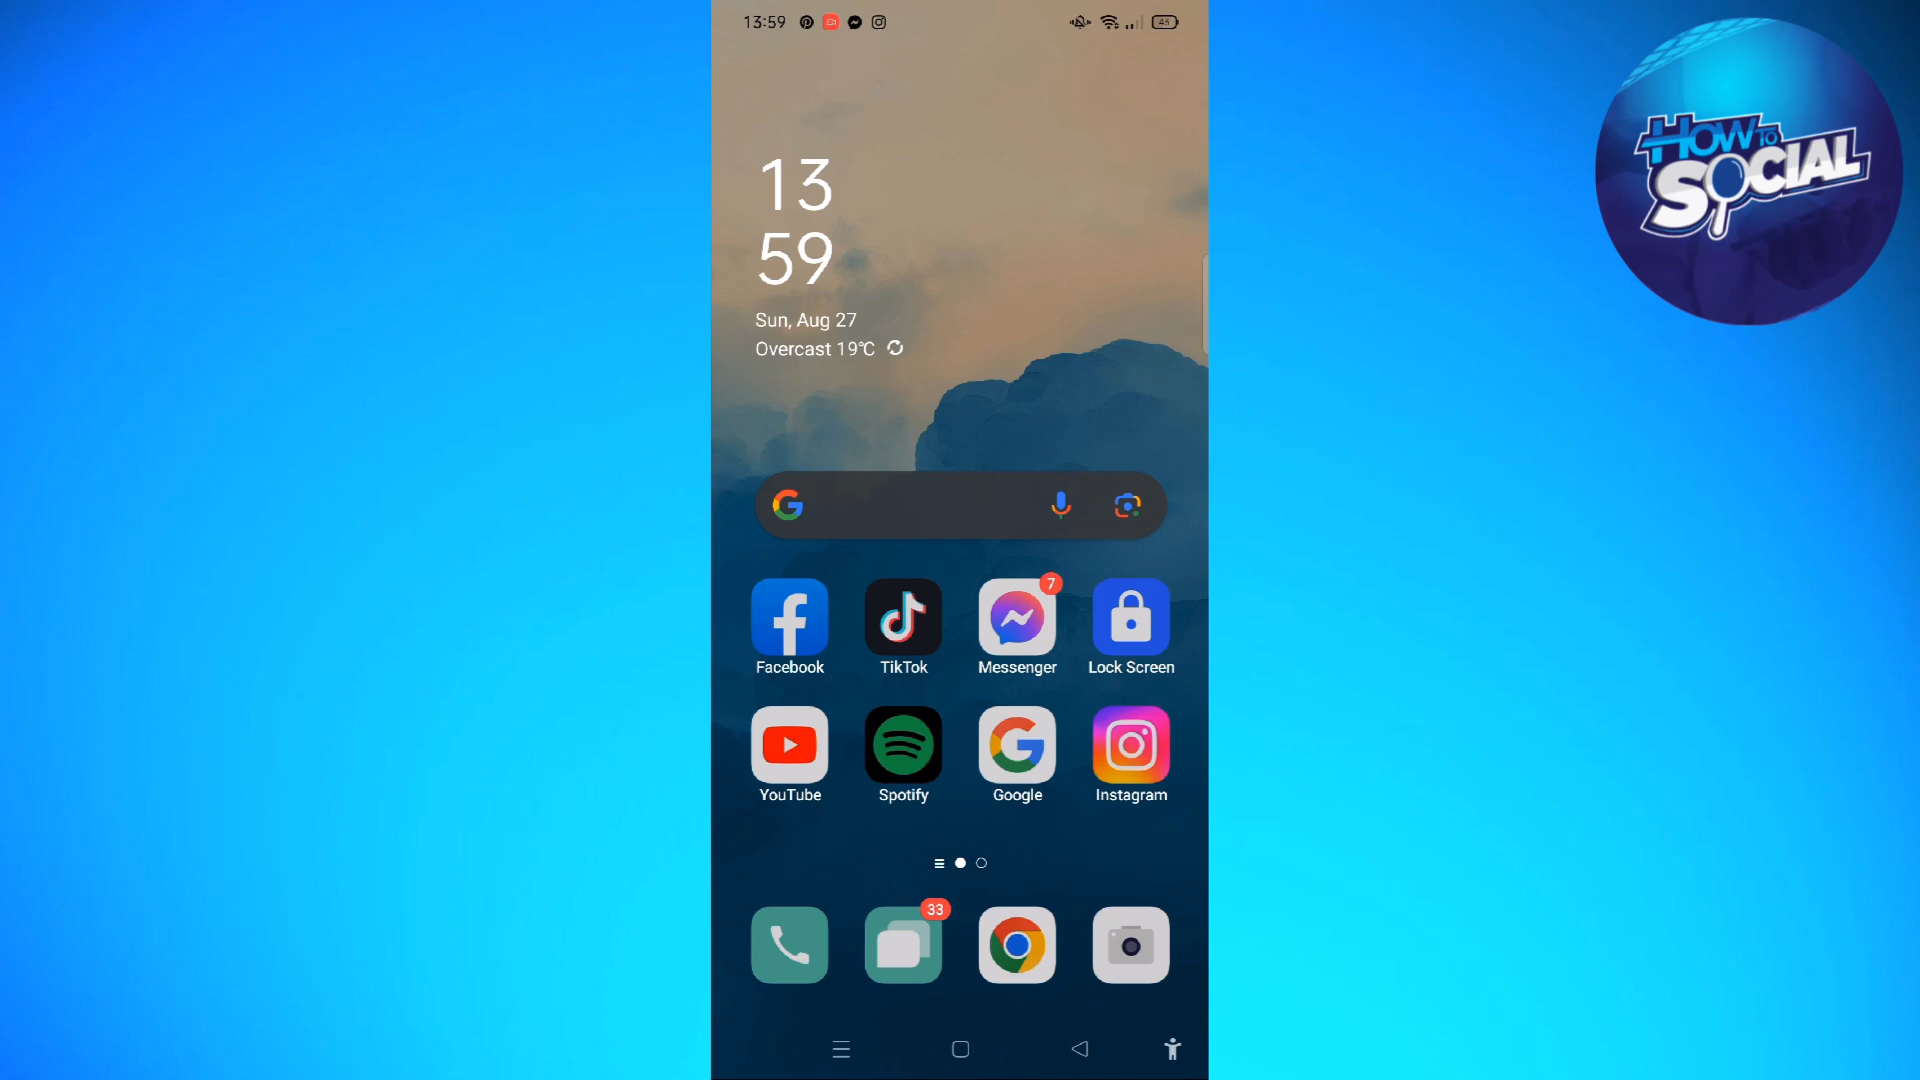 13:59
45
HOW TO
SOCIAL
13
59
Sun, Aug 27
Overcast 19℃
7
Facebook
TikTok
Messenger
Lock Screen
YouTube
Spotify
Google
Instagram
33